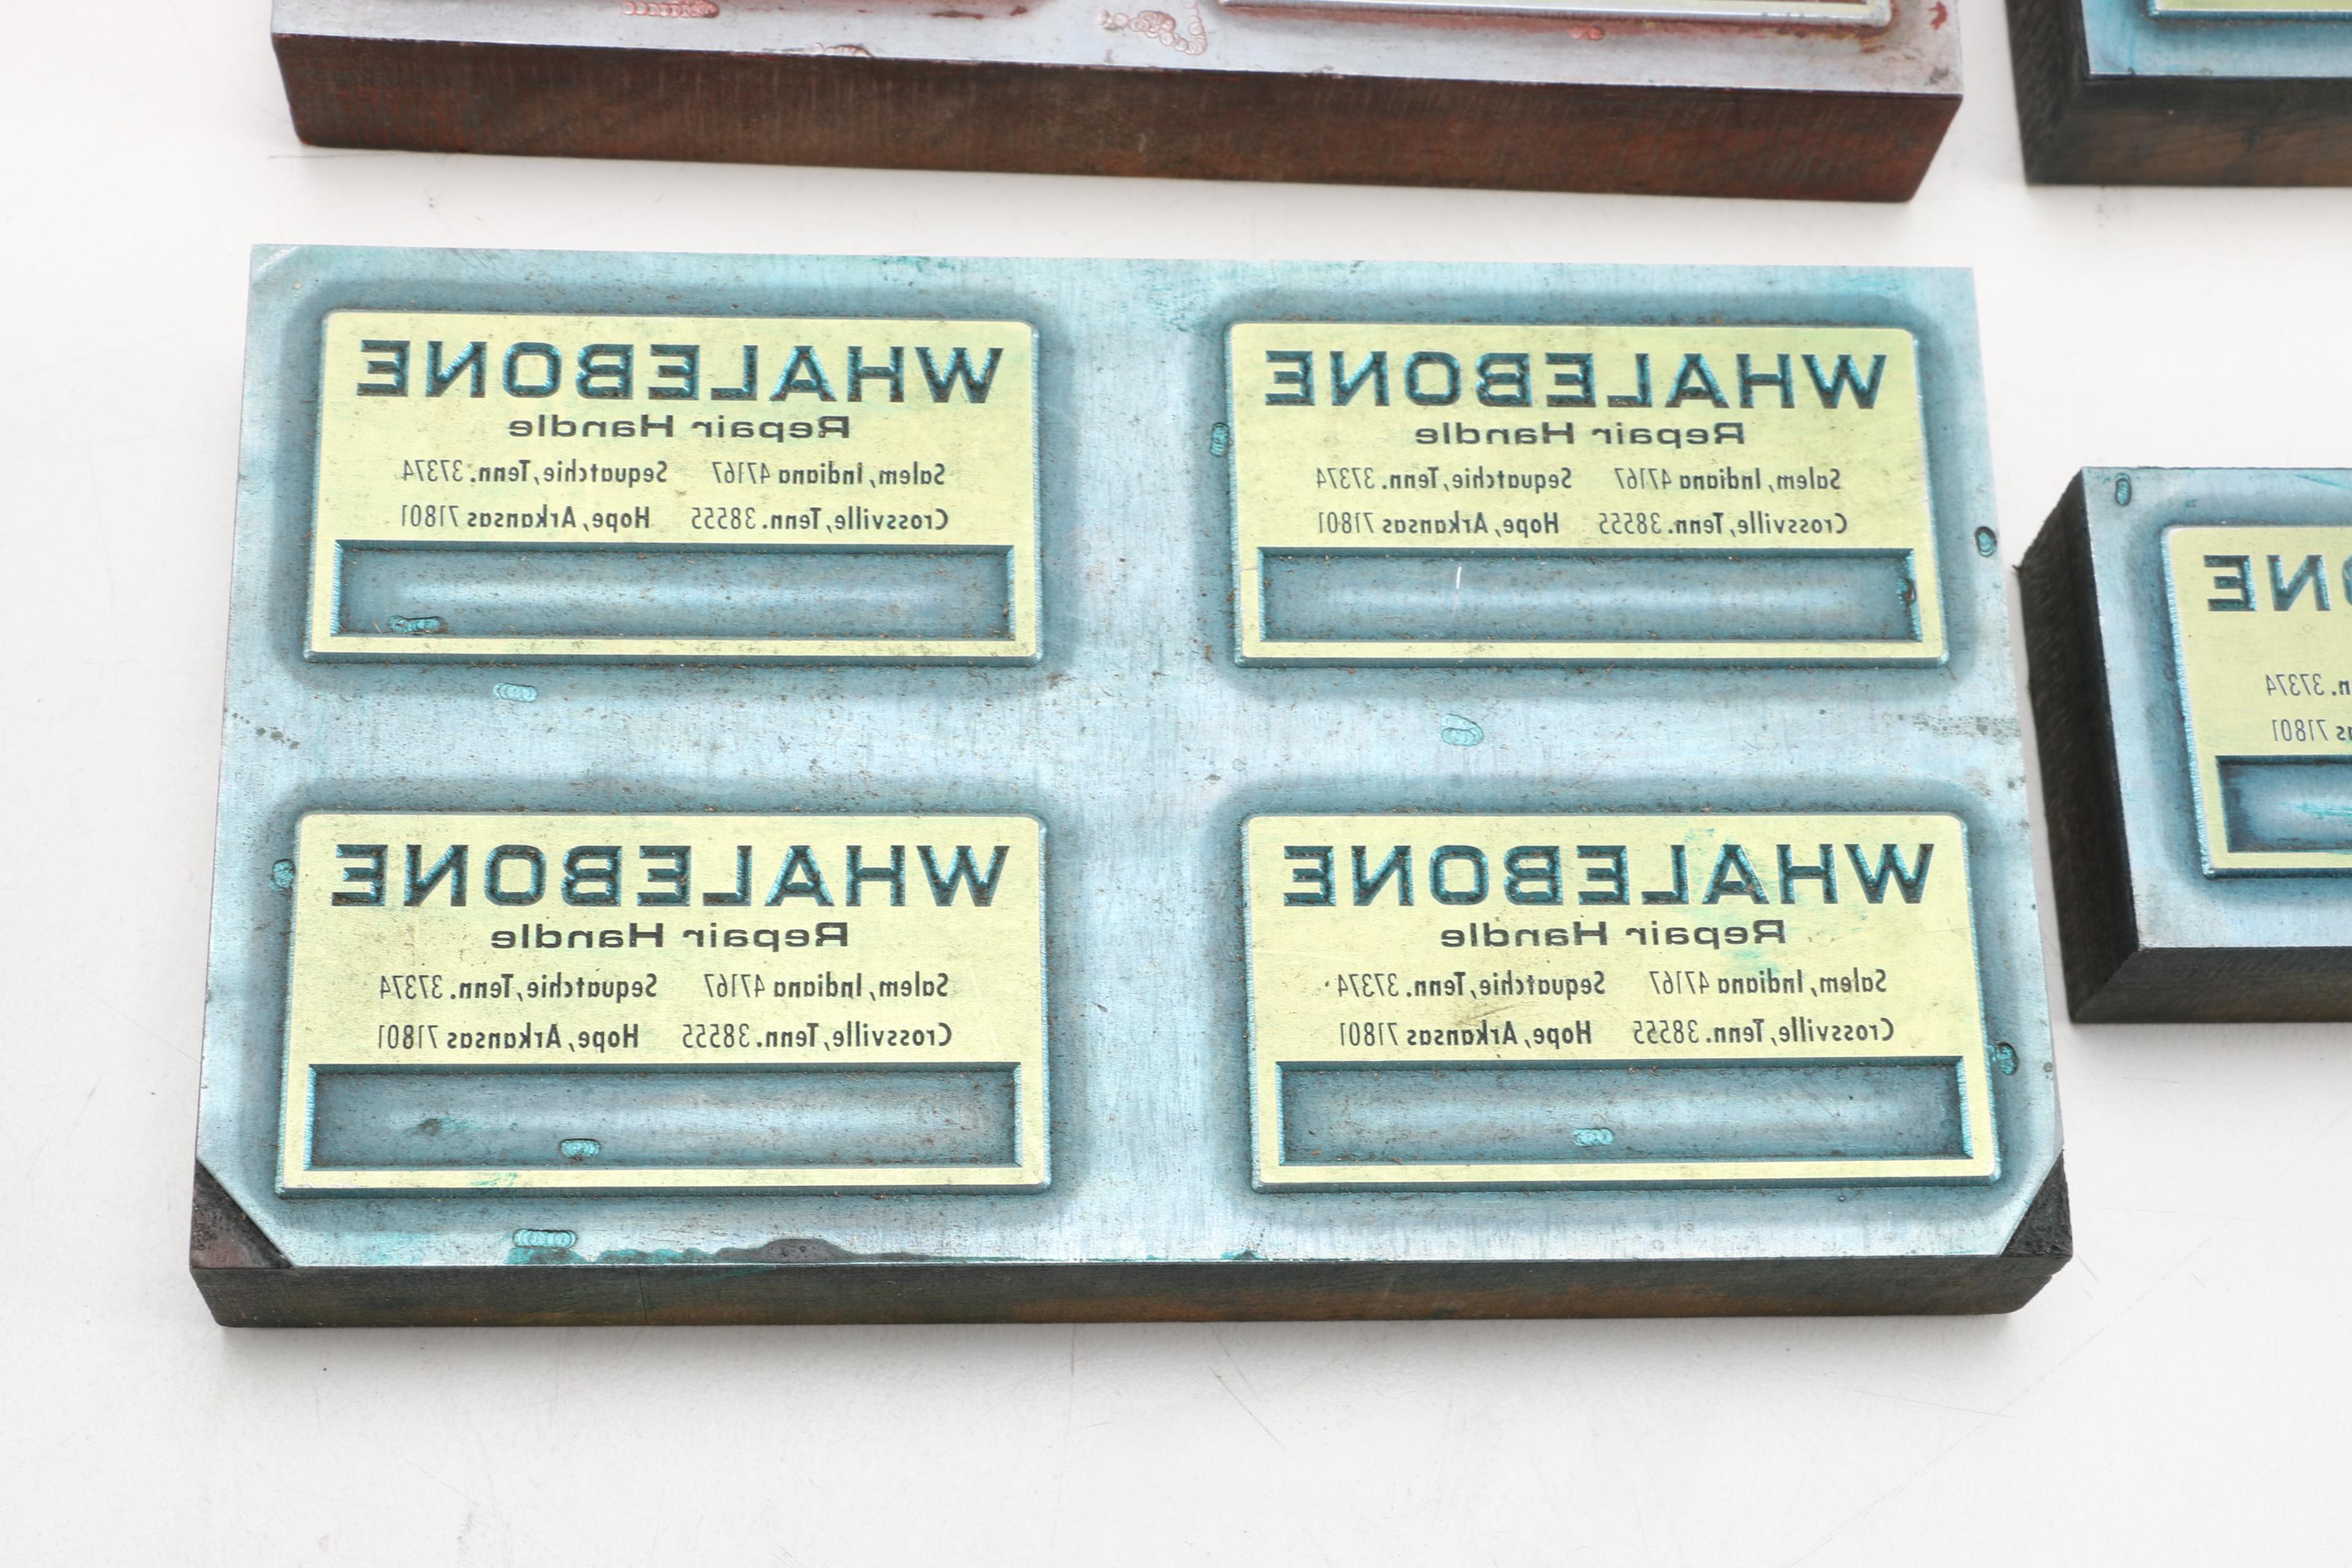 WHALEBONE
Repair Handle
Salem, Indiana 47167 Sequatchie, Tenn. 37374
Crossville, Tenn. 38555 Hope, Arkansas 71801
WHALEBONE
Repair Handle
Salem, Indiana 47167 Sequatchie, Tenn. 37374
Crossville, Tenn. 38555 Hope, Arkansas 71801
WHALEBONE
Repair Handle
Salem, Indiana 47167 Sequatchie, Tenn. 37374
Crossville, Tenn. 38555 Hope, Arkansas 71801
WHALEBONE
Repair Handle
Salem, Indiana 47167 Sequatchie, Tenn. 37374
Crossville, Tenn. 38555 Hope, Arkansas 71801
ONE
n. 37374
s 71801